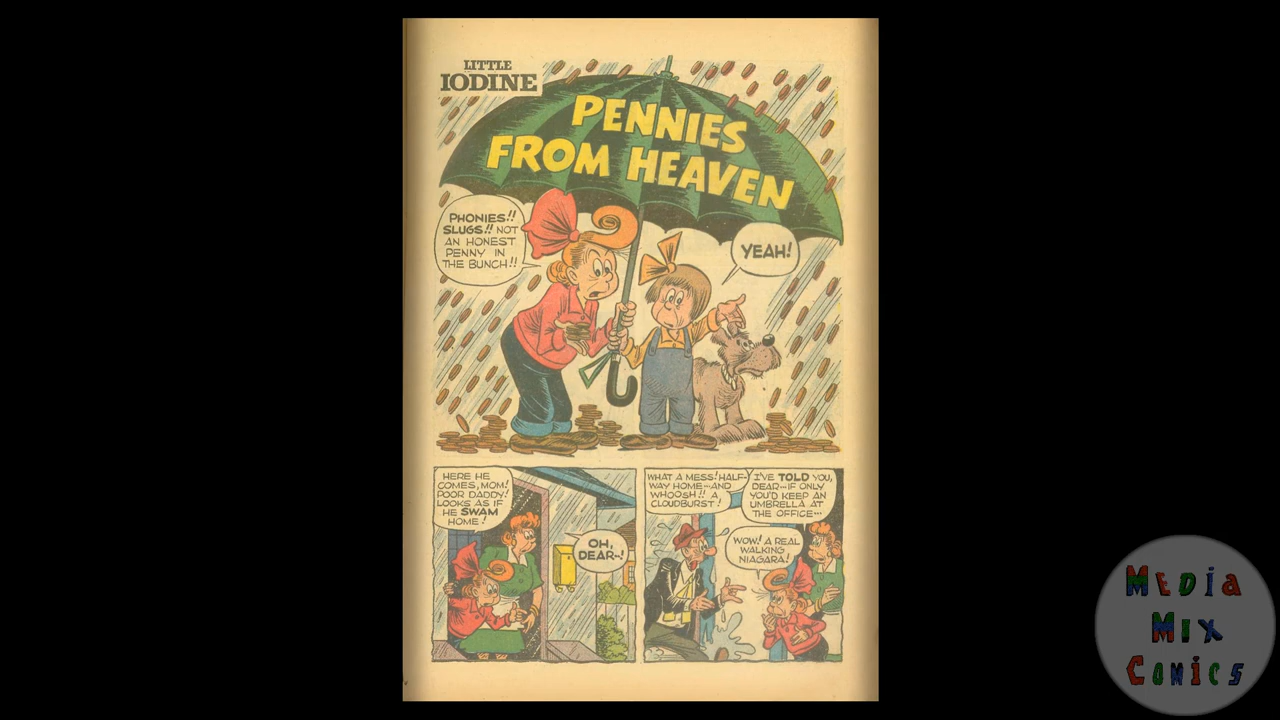 LITTLE
IODINE
PENNIES
FROM HEAVEN
PHONIES!!
SLUGS!! NOT
AN HONEST
PENNY IN
THE BUNCH!!
YEAH!
HERE HE
COMES, MOM!
POOR DADDY!
LOOKS AS IF
HE SWAM
HOME!
OH,
DEAR--!
WHAT A MESS! HALF-
WAY HOME---AND
WHOOSH!! A
CLOUDBURST!
I'VE TOLD YOU,
DEAR---IF ONLY
YOU'D KEEP AN
UMBRELLA AT
THE OFFICE---
WOW! A REAL
WALKING
NIAGARA!
MEDiA
MiX
COMiCS